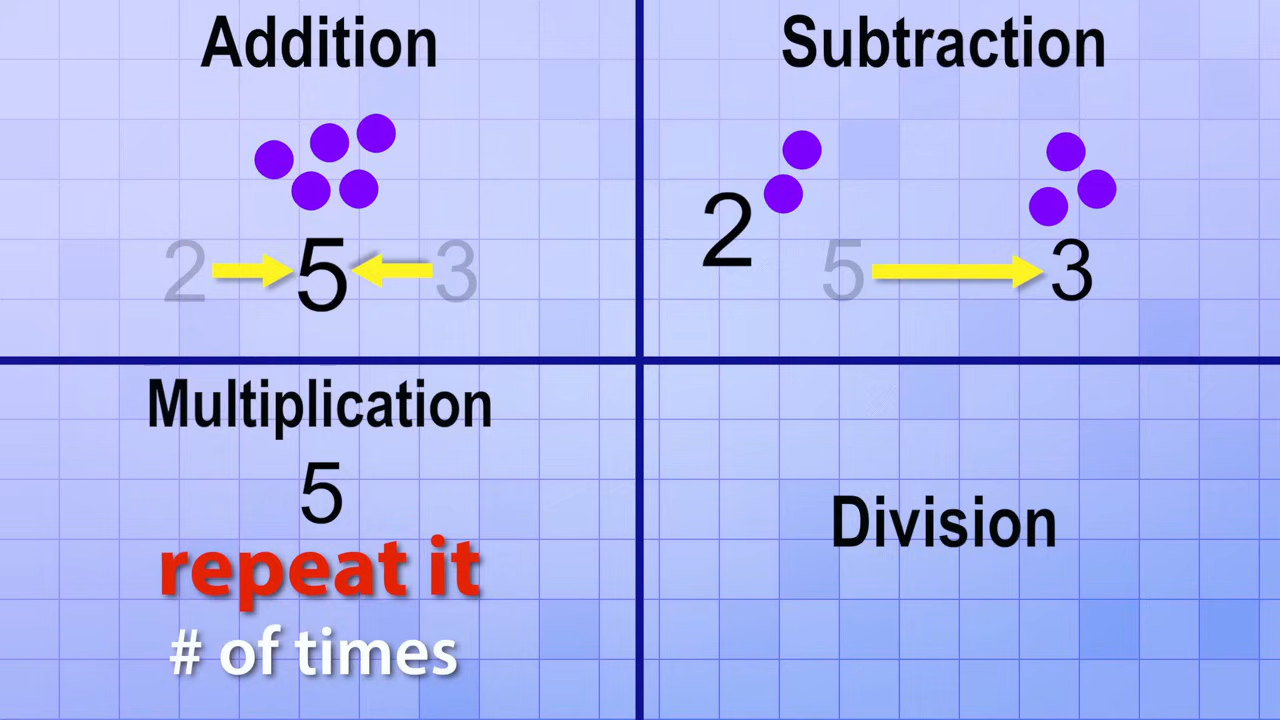 Addition
2 5 3
Subtraction
2
5 3
Multiplication
5
repeat it
# of times
Division